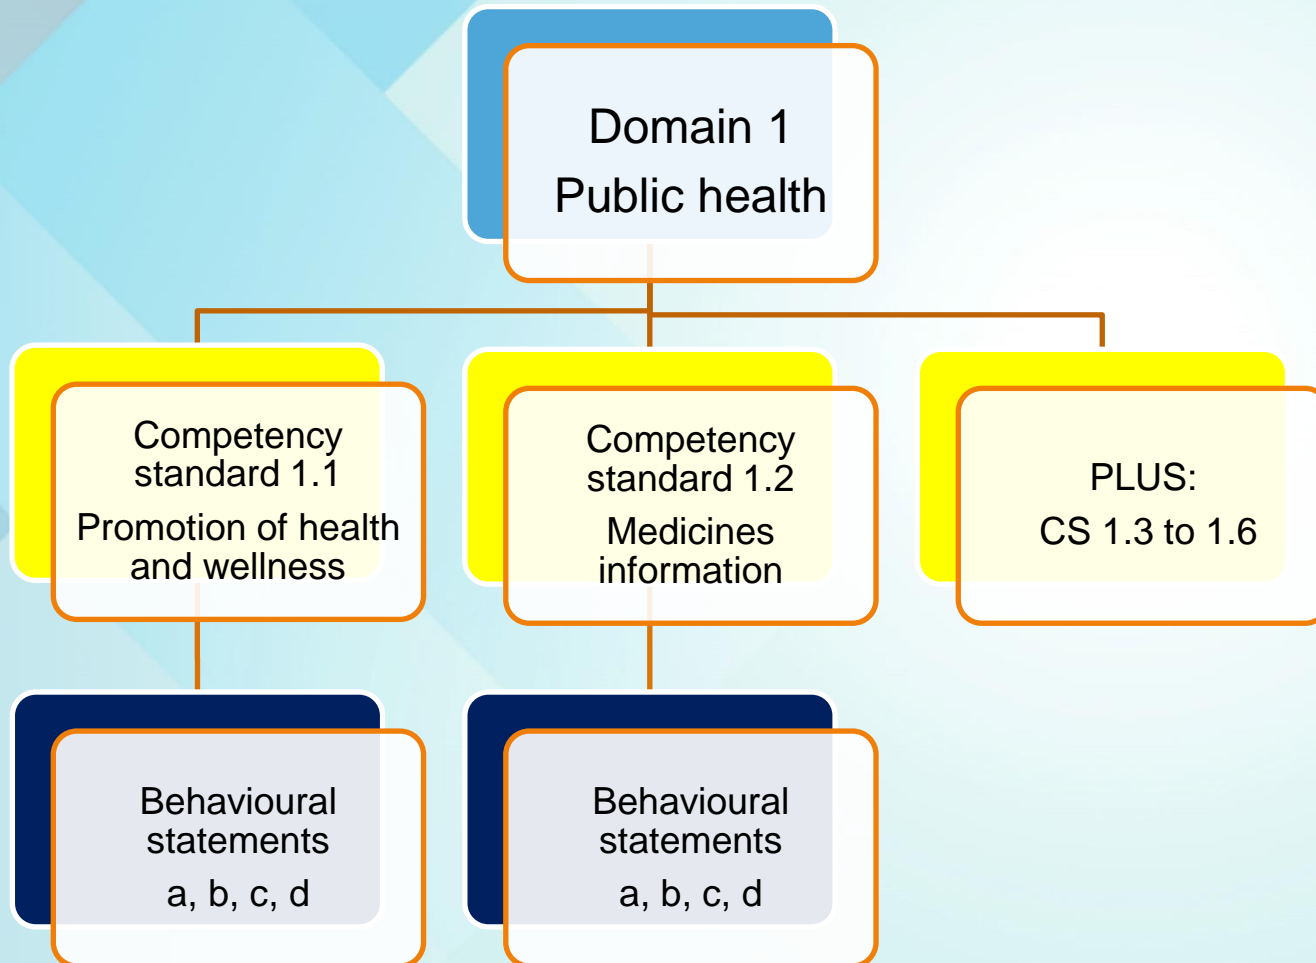 Domain 1
Public health
Competency
standard 1.1
Promotion of health
and wellness
Competency
standard 1.2
Medicines
information
PLUS:
CS 1.3 to 1.6
Behavioural
statements
a, b, c, d
Behavioural
statements
a, b, c, d